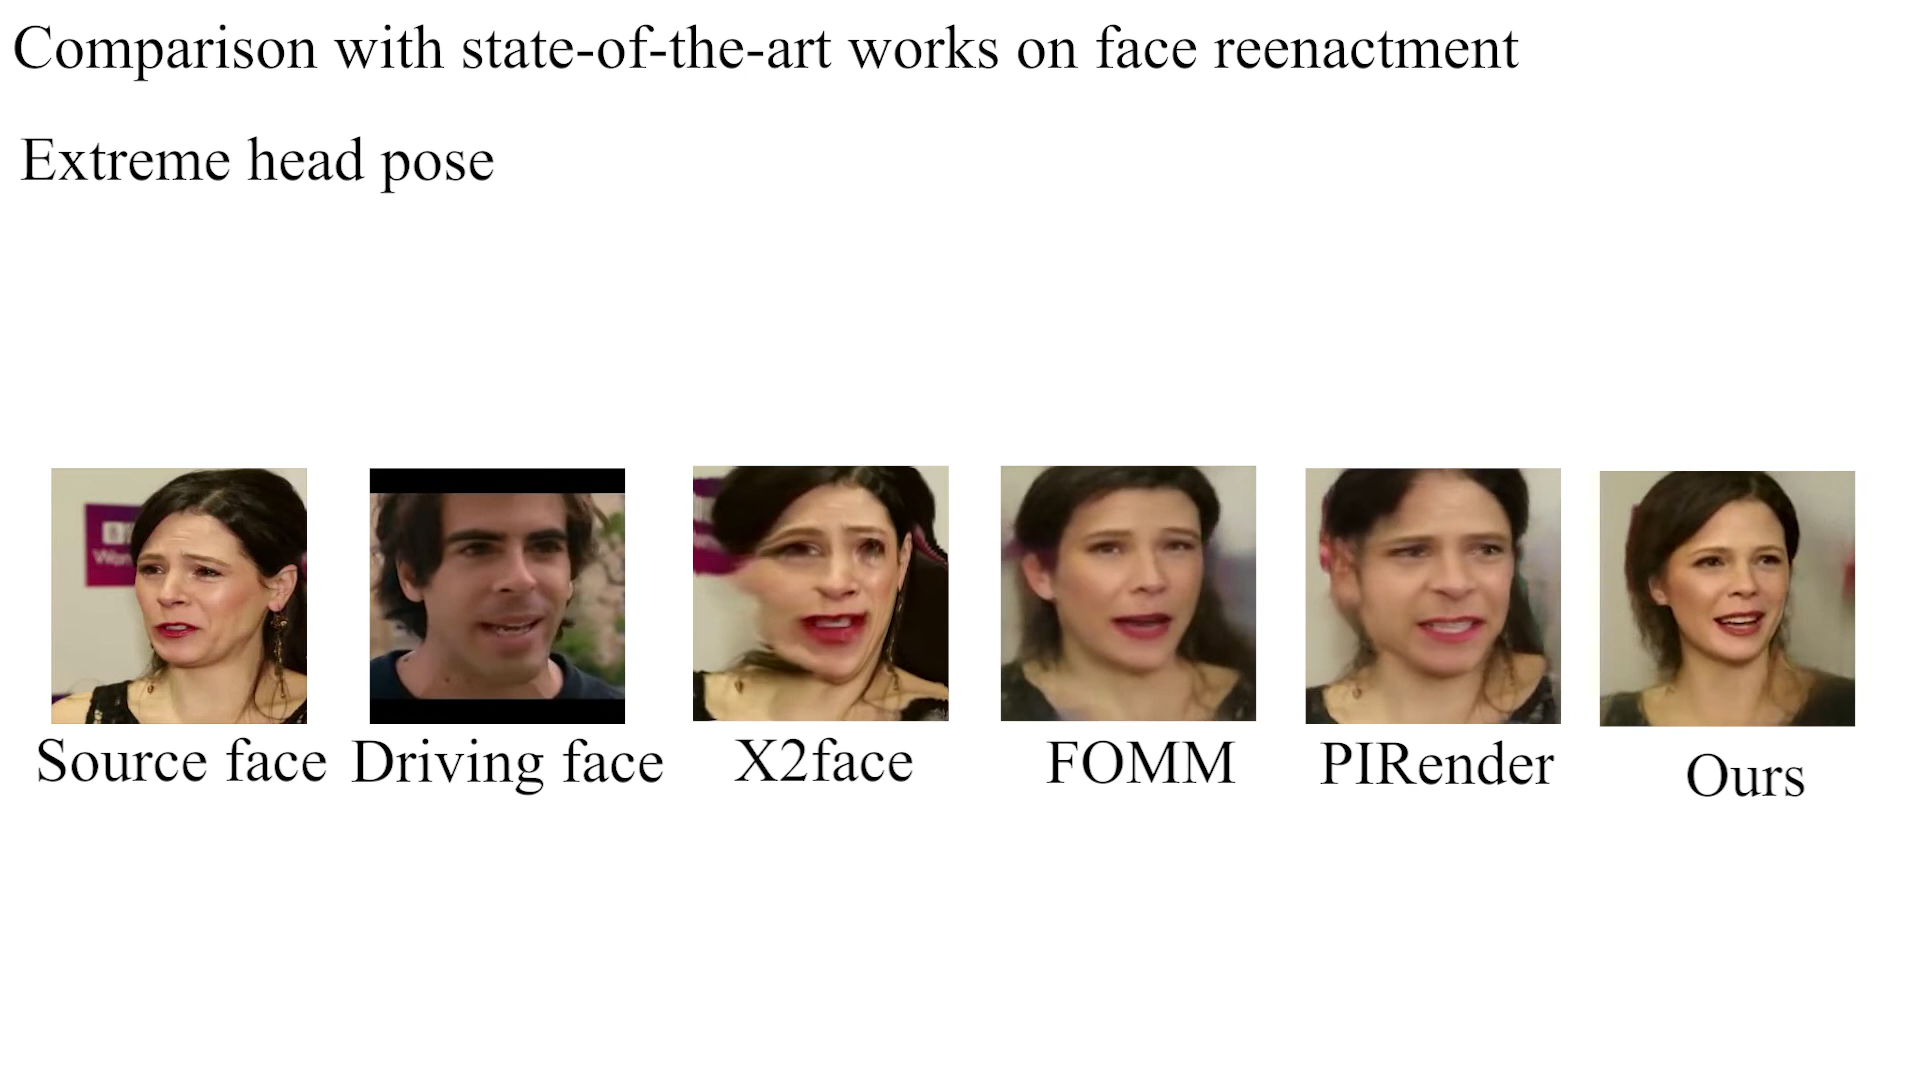 Comparison with state-of-the-art works on face reenactment
Extreme head pose
Source face
Driving face
X2face
FOMM
PIRender
Ours